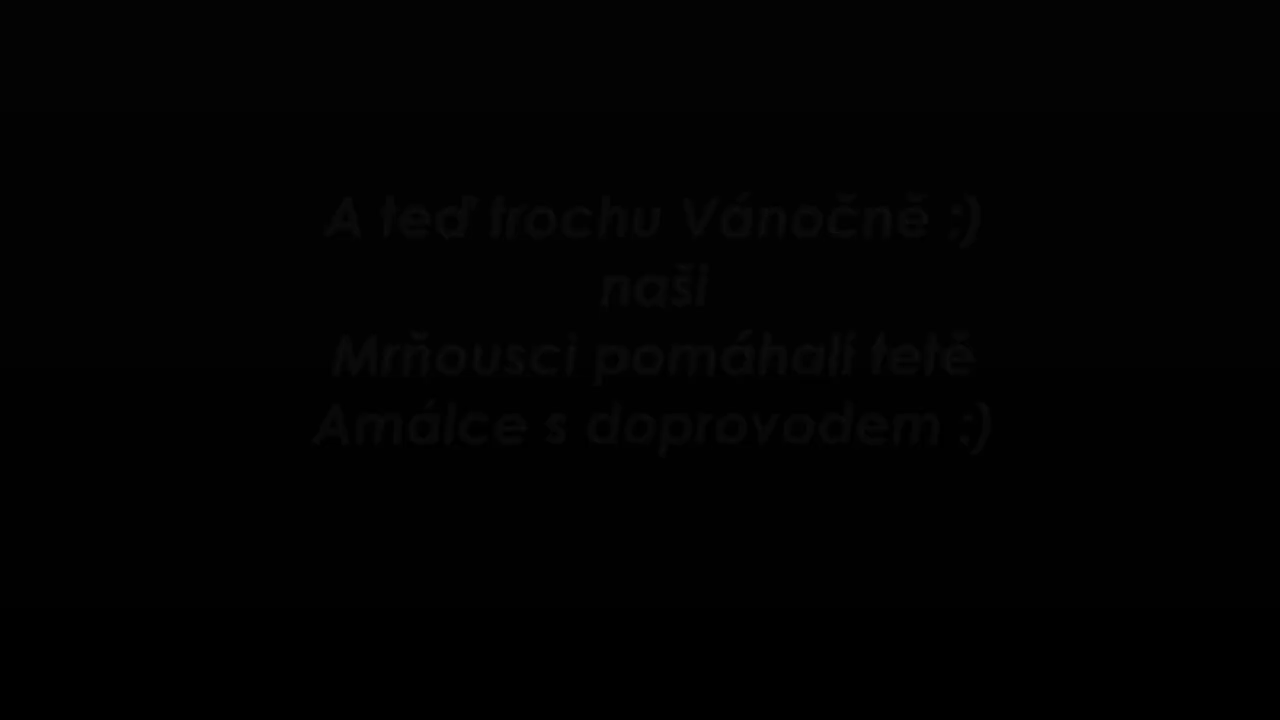 A teď trochu Vánočně ;)
naši
Mrňousci pomáhali tetě
Amálce s doprovodem :)